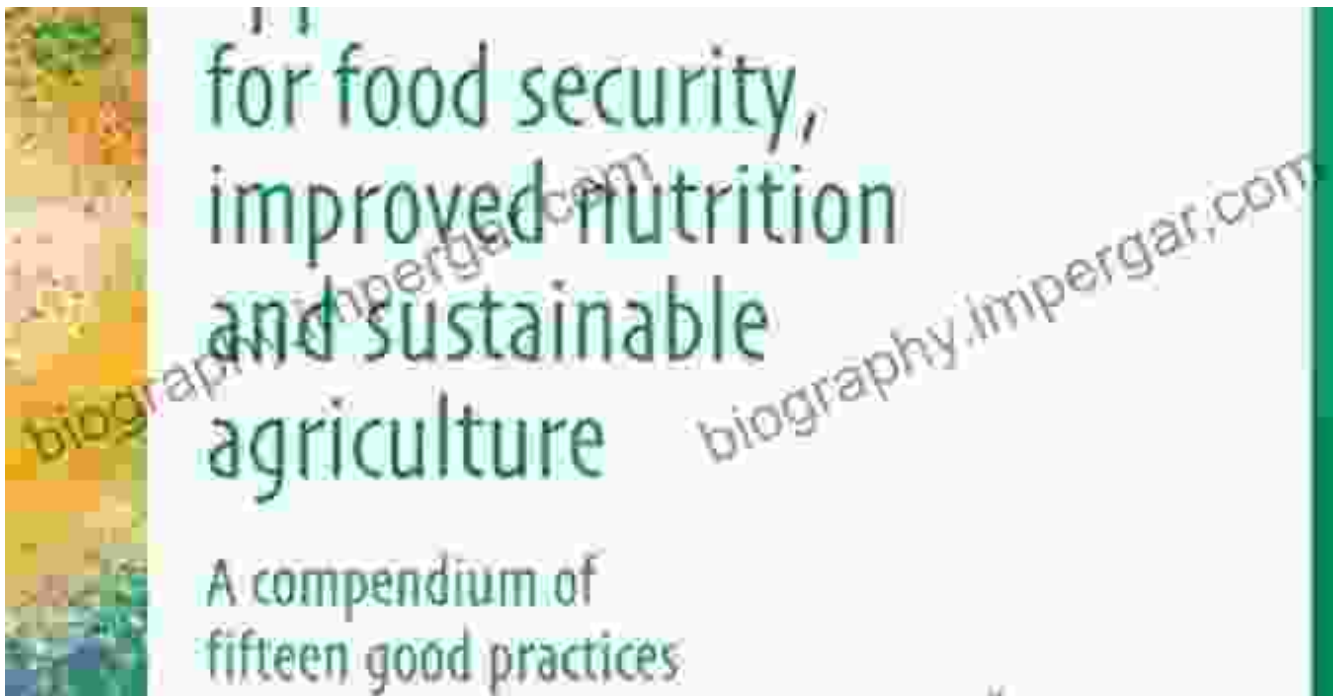 for food security,
improved nutrition
and sustainable
agriculture
A compendium of
fifteen good practices
biography.impergar.com
biography.impergar.com